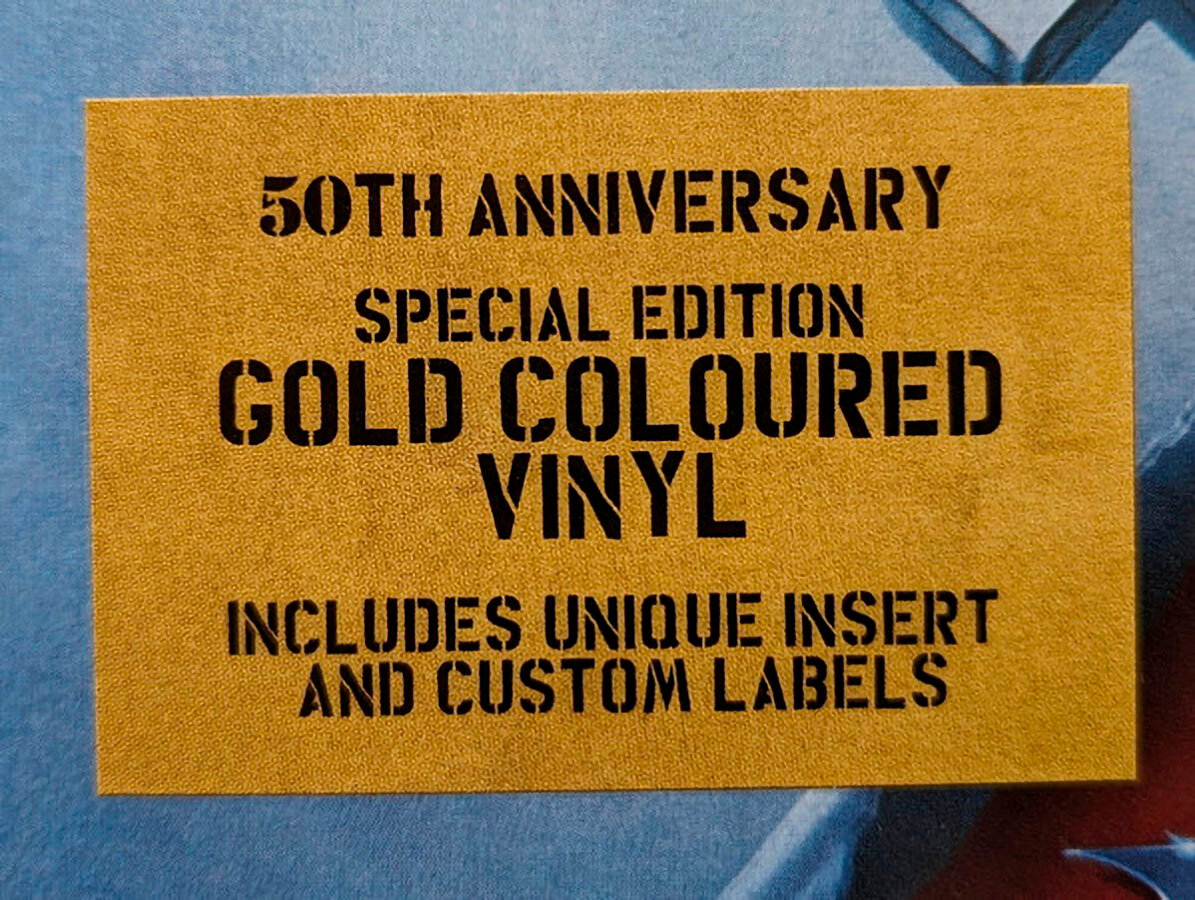 50TH ANNIVERSARY
SPECIAL EDITION
GOLD COLOURED
VINYL
INCLUDES UNIQUE INSERT
AND CUSTOM LABELS